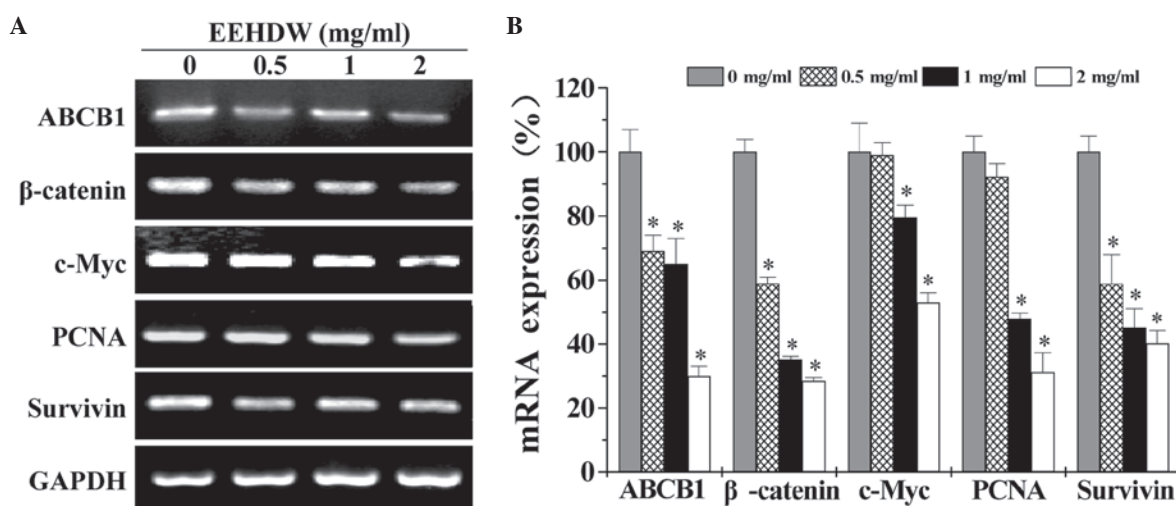 A
EEHDW (mg/ml)
0 0.5 1 2
ABCB1
β-catenin
c-Myc
PCNA
Survivin
GAPDH
B
0 mg/ml 0.5 mg/ml 1 mg/ml 2 mg/ml
mRNA expression (%)
120
100
80
60
40
20
0
* * *
* * *
* *
* *
* * *
ABCB1 β -catenin c-Myc PCNA Survivin